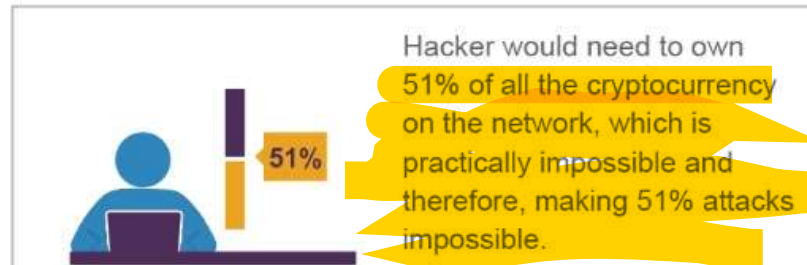 Hacker would need to own
51% of all the cryptocurrency
on the network, which is
51%
practically impossible and
therefore, making 51% attacks
impossible.